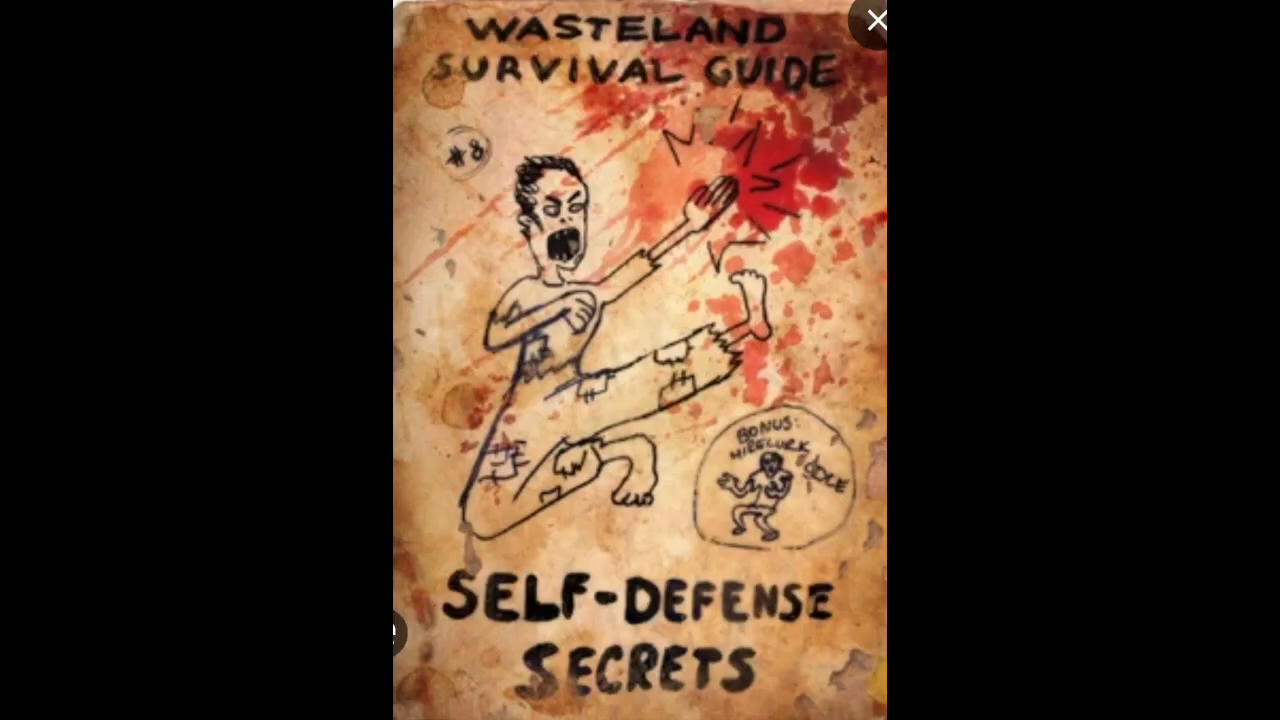 WASTELAND
SURVIVAL GUIDE
#8
BONUS:
MIRELURK
SELF-DEFENSE
SECRETS